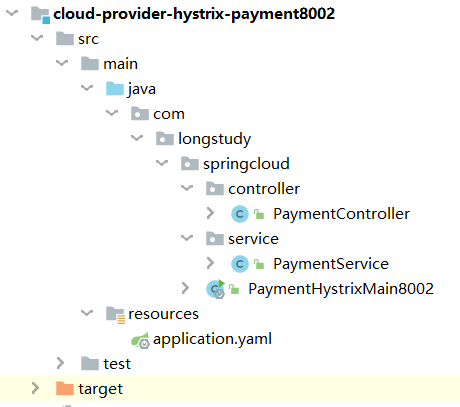 cloud-provider-hystrix-payment8002
src
main
java
com
longstudy
springcloud
controller
PaymentController
service
PaymentService
PaymentHystrixMain8002
resources
application.yaml
test
target